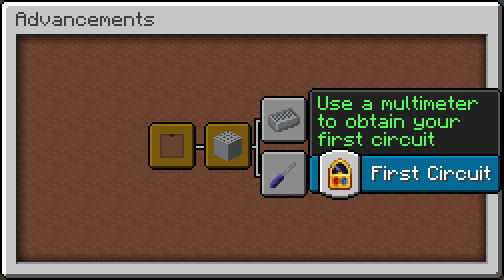 Advancements
Use a multimeter
to obtain your
first circuit
First Circuit